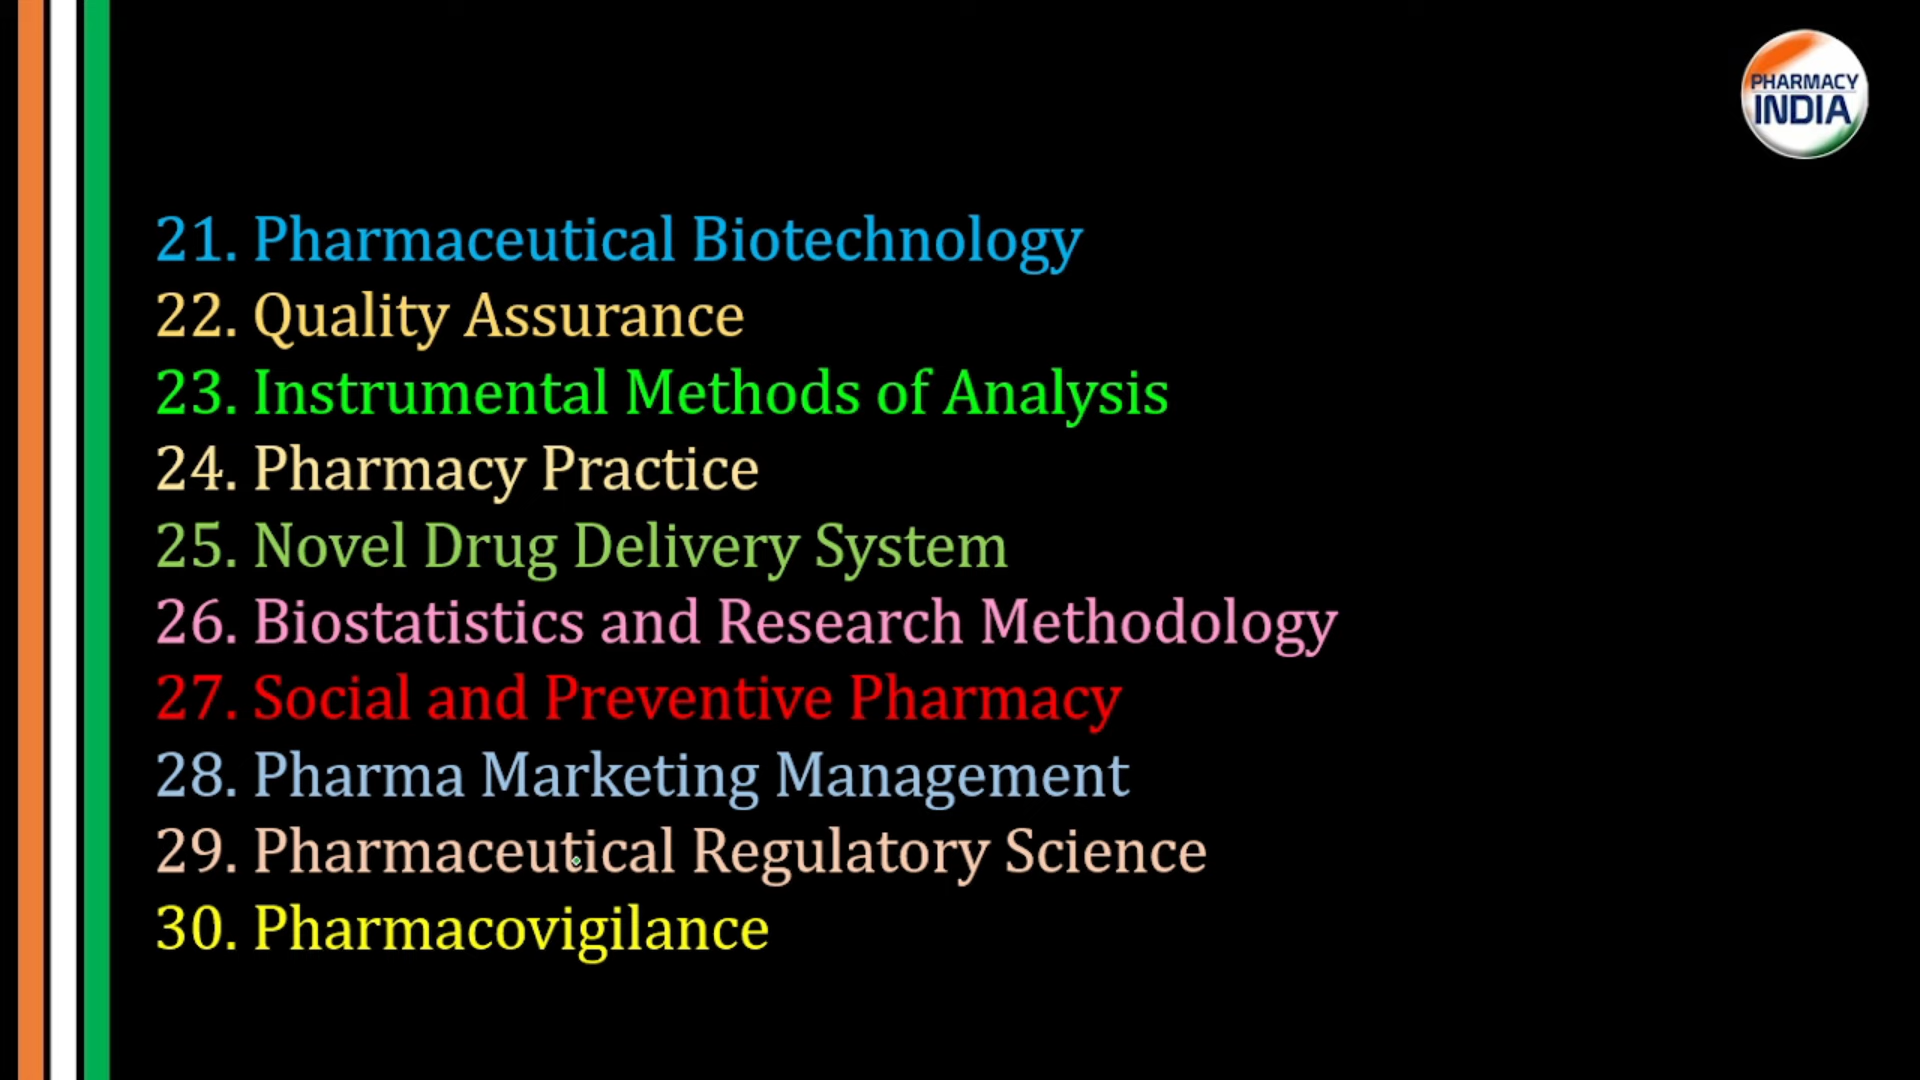 PHARMACY
INDIA
21. Pharmaceutical Biotechnology
22. Quality Assurance
23. Instrumental Methods of Analysis
24. Pharmacy Practice
25. Novel Drug Delivery System
26. Biostatistics and Research Methodology
27. Social and Preventive Pharmacy
28. Pharma Marketing Management
29. Pharmaceutical Regulatory Science
30. Pharmacovigilance